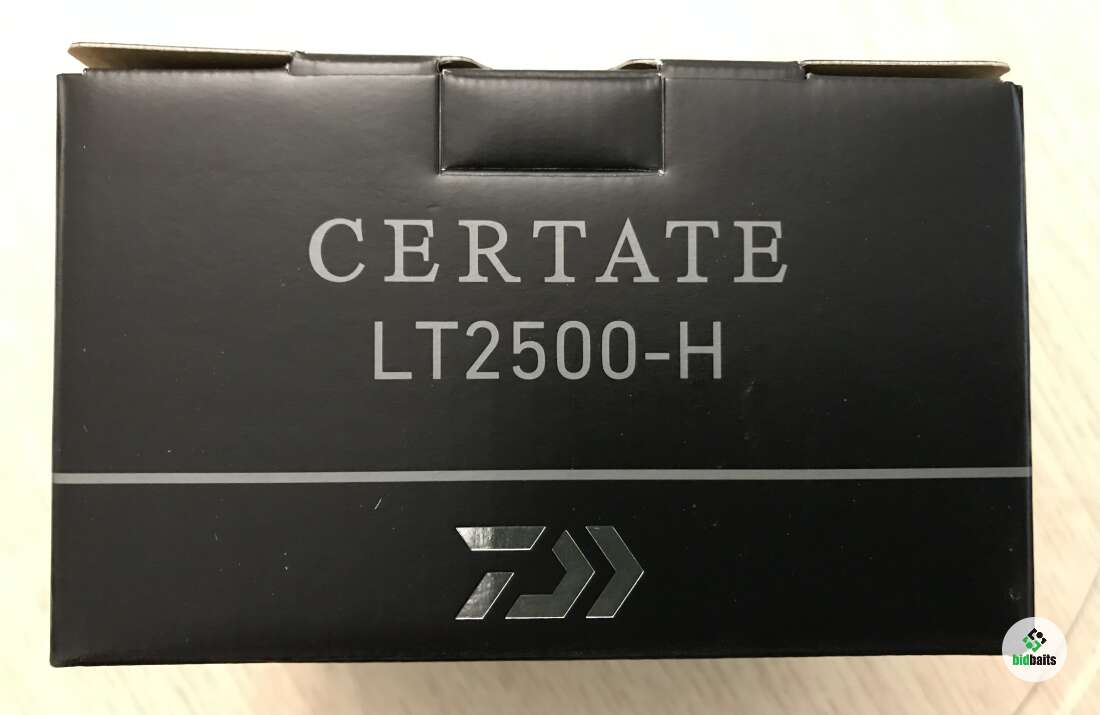 CERTATE
LT2500-H
bidbaits